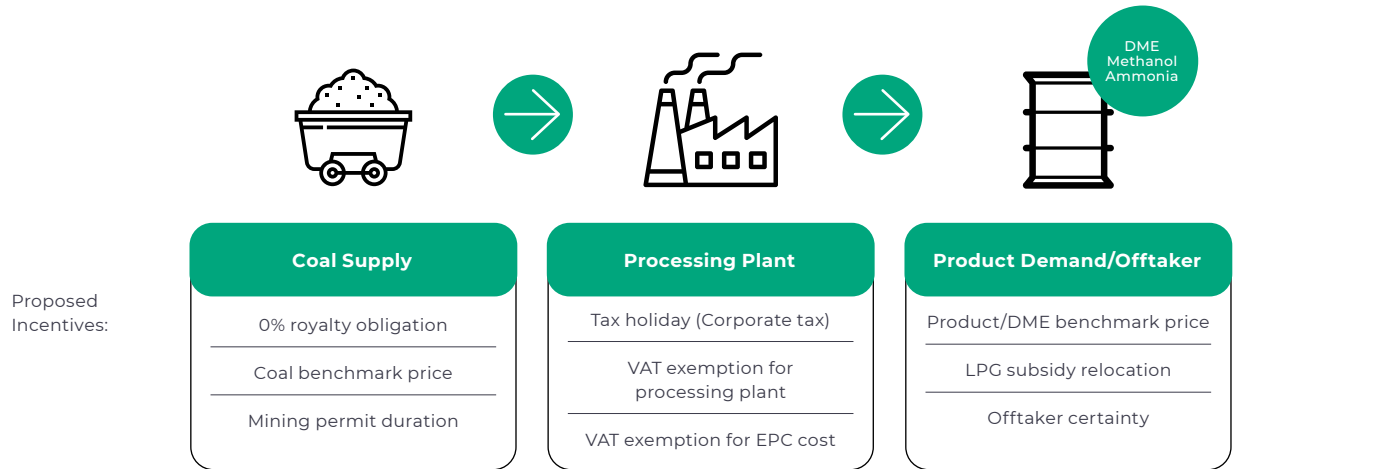 DME
Methanol
Ammonia
Proposed
Incentives:
Coal Supply
0% royalty obligation
Coal benchmark price
Mining permit duration
Processing Plant
Tax holiday (Corporate tax)
VAT exemption for
processing plant
VAT exemption for EPC cost
Product Demand/Offtaker
Product/DME benchmark price
LPG subsidy relocation
Offtaker certainty